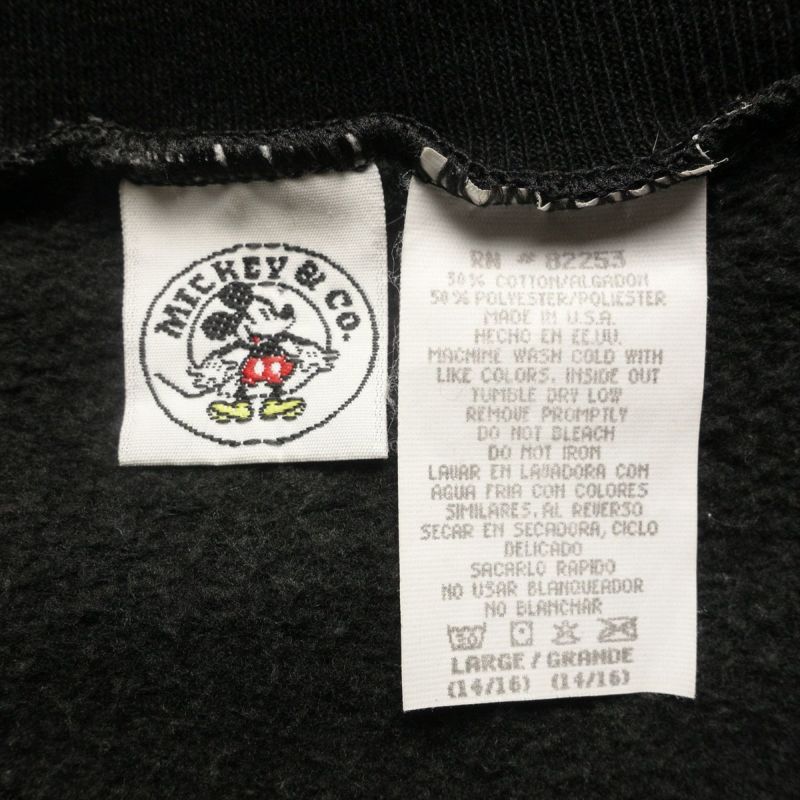 MICKEY & CO.
RN # 82253
50% COTTON/ALGADON
50% POLYESTER/POLIESTER
MADE IN U.S.A.
HECHO EN EE.UU.
MACHINE WASH COLD WITH
LIKE COLORS. INSIDE OUT
TUMBLE DRY LOW
REMOVE PROMPTLY
DO NOT BLEACH
DO NOT IRON
LAVAR EN LAVADORA CON
AGUA FRIA CON COLORES
SIMILARES. AL REVERSO
SECAR EN SECADORA, CICLO
DELICADO
SACARLO RAPIDO
NO USAR BLANQUEADOR
NO BLANCHAR
30
LARGE/GRANDE
(14/16) (14/16)